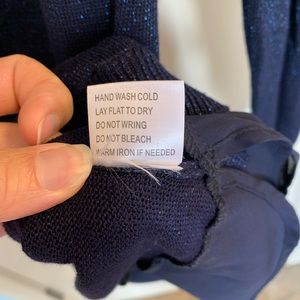 HAND WASH COLD
LAY FLAT TO DRY
DO NOT WRING
DO NOT BLEACH
WARM IRON IF NEEDED